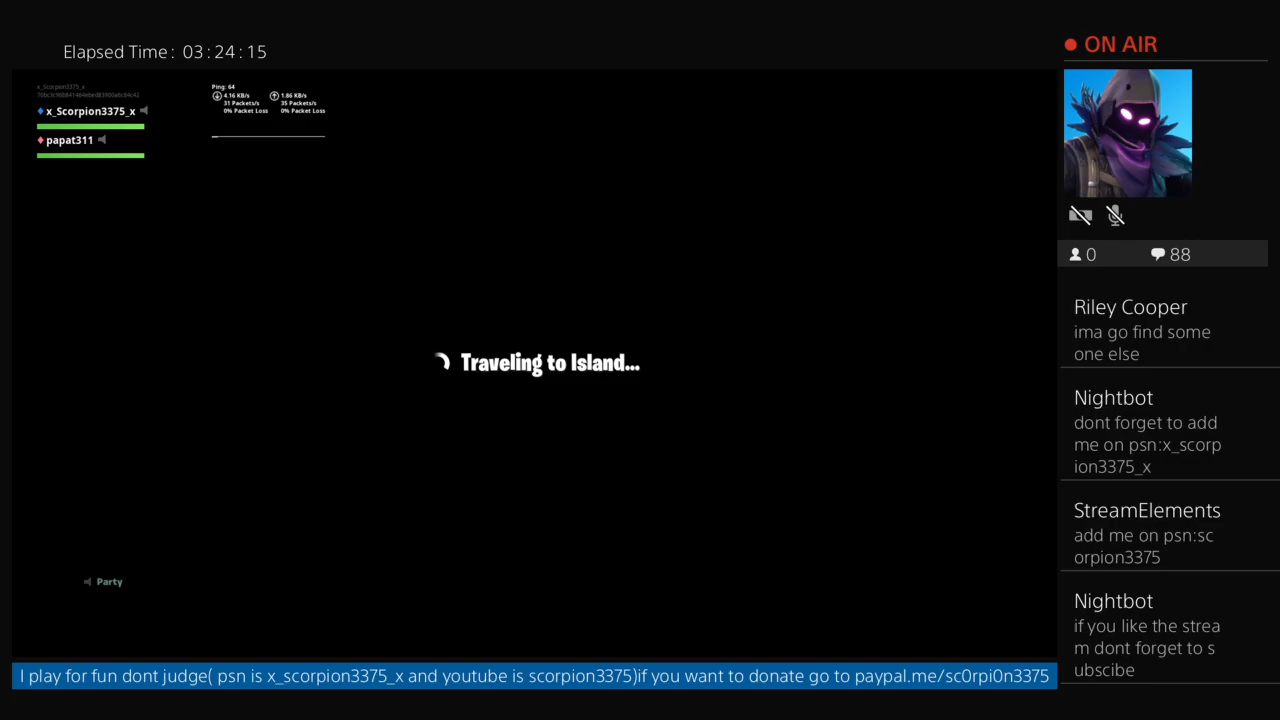 Elapsed Time: 03:24:15
ON AIR
x_Scorpion3375_x
x_Scorpion3375_x
papat311
Ping: 64
4.16 KB/s
31 Packets/s
0% Packet Loss
1.86 KB/s
35 Packets/s
0% Packet Loss
Traveling to Island...
Party
0
88
Riley Cooper
ima go find some
one else
Nightbot
dont forget to add
me on psn:x_scorp
ion3375_x
StreamElements
add me on psn:sc
orpion3375
Nightbot
if you like the strea
m dont forget to s
ubscibe
I play for fun dont judge( psn is x_scorpion3375_x and youtube is scorpion3375)if you want to donate go to paypal.me/sc0rpi0n3375